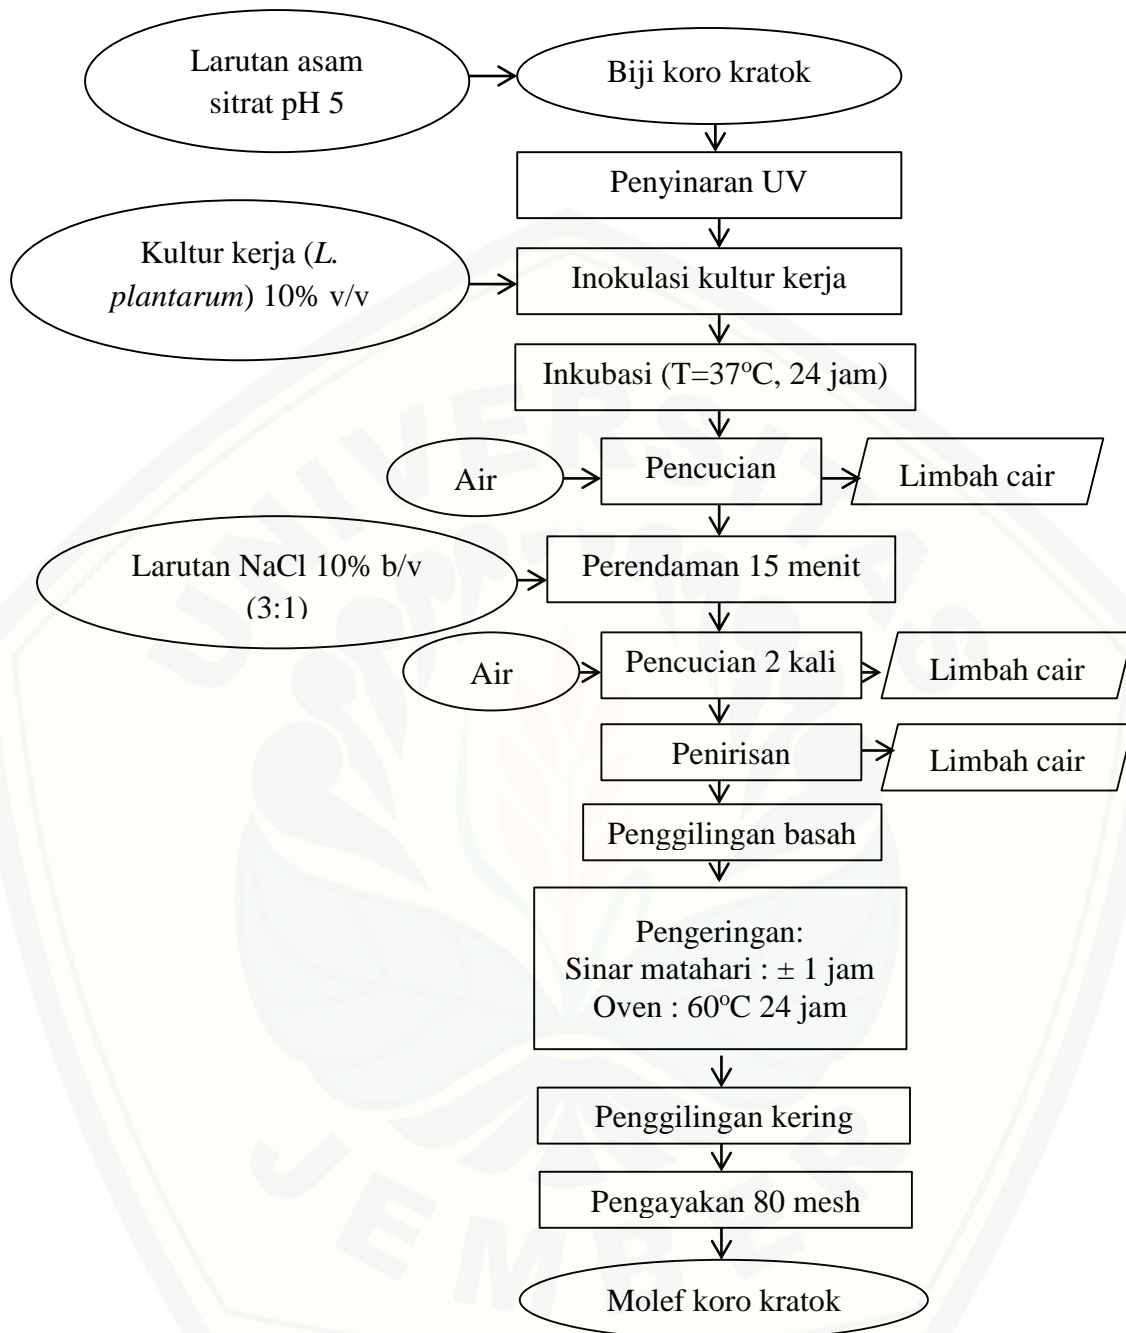 Larutan asam
sitrat pH 5
Biji koro kratok
Penyinaran UV
Kultur kerja (L.
plantarum) 10% v/v
Inokulasi kultur kerja
Inkubasi (T=37°C, 24 jam)
Air
Pencucian
Limbah cair
Larutan NaCl 10% b/v
(3:1)
Perendaman 15 menit
Air
Pencucian 2 kali
Limbah cair
Penirisan
Limbah cair
Penggilingan basah
Pengeringan:
Sinar matahari : ± 1 jam
Oven : 60°C 24 jam
Penggilingan kering
Pengayakan 80 mesh
Molef koro kratok
UNIVERSITAS
JEMBER